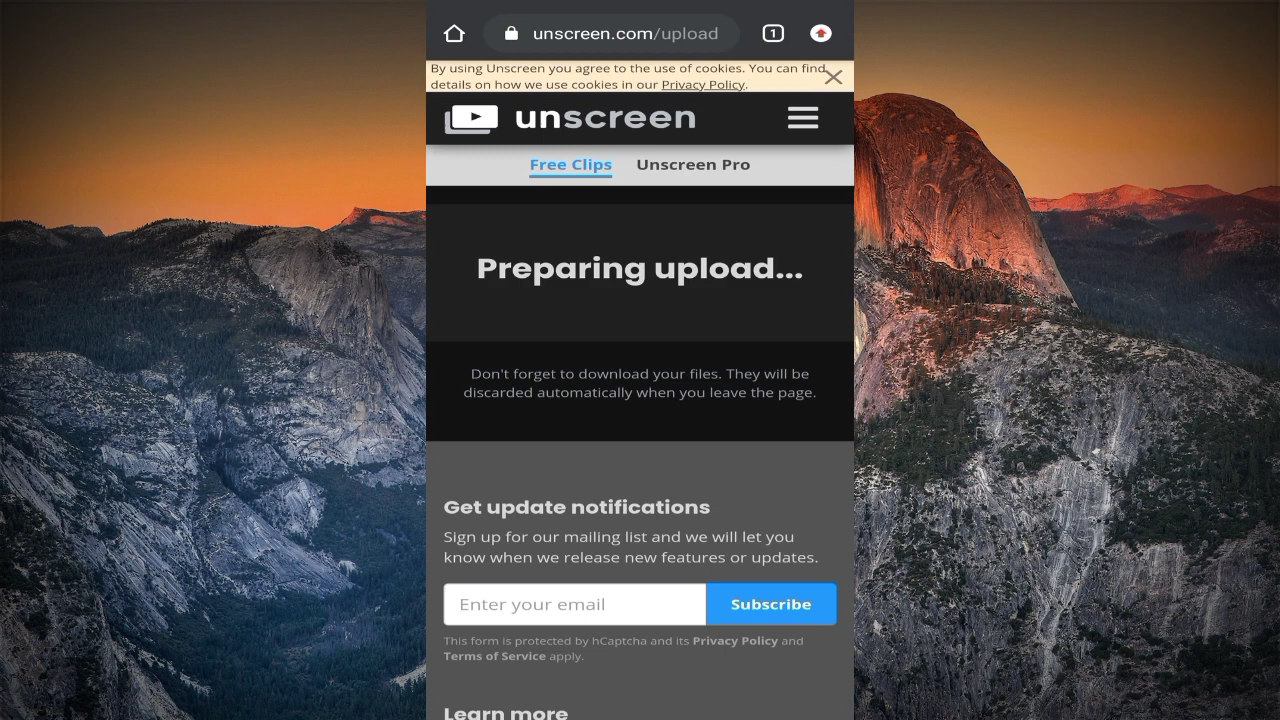 unscreen.com/upload
1
By using Unscreen you agree to the use of cookies. You can find
details on how we use cookies in our Privacy Policy.
unscreen
Free Clips Unscreen Pro
Preparing upload...
Don't forget to download your files. They will be
discarded automatically when you leave the page.
Get update notifications
Sign up for our mailing list and we will let you
know when we release new features or updates.
Enter your email Subscribe
This form is protected by hCaptcha and its Privacy Policy and
Terms of Service apply.
Learn more